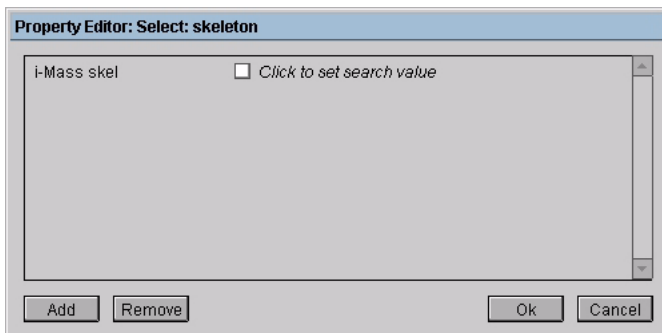 Property Editor: Select: skeleton
i-Mass skel Click to set search value
Add Remove Ok Cancel